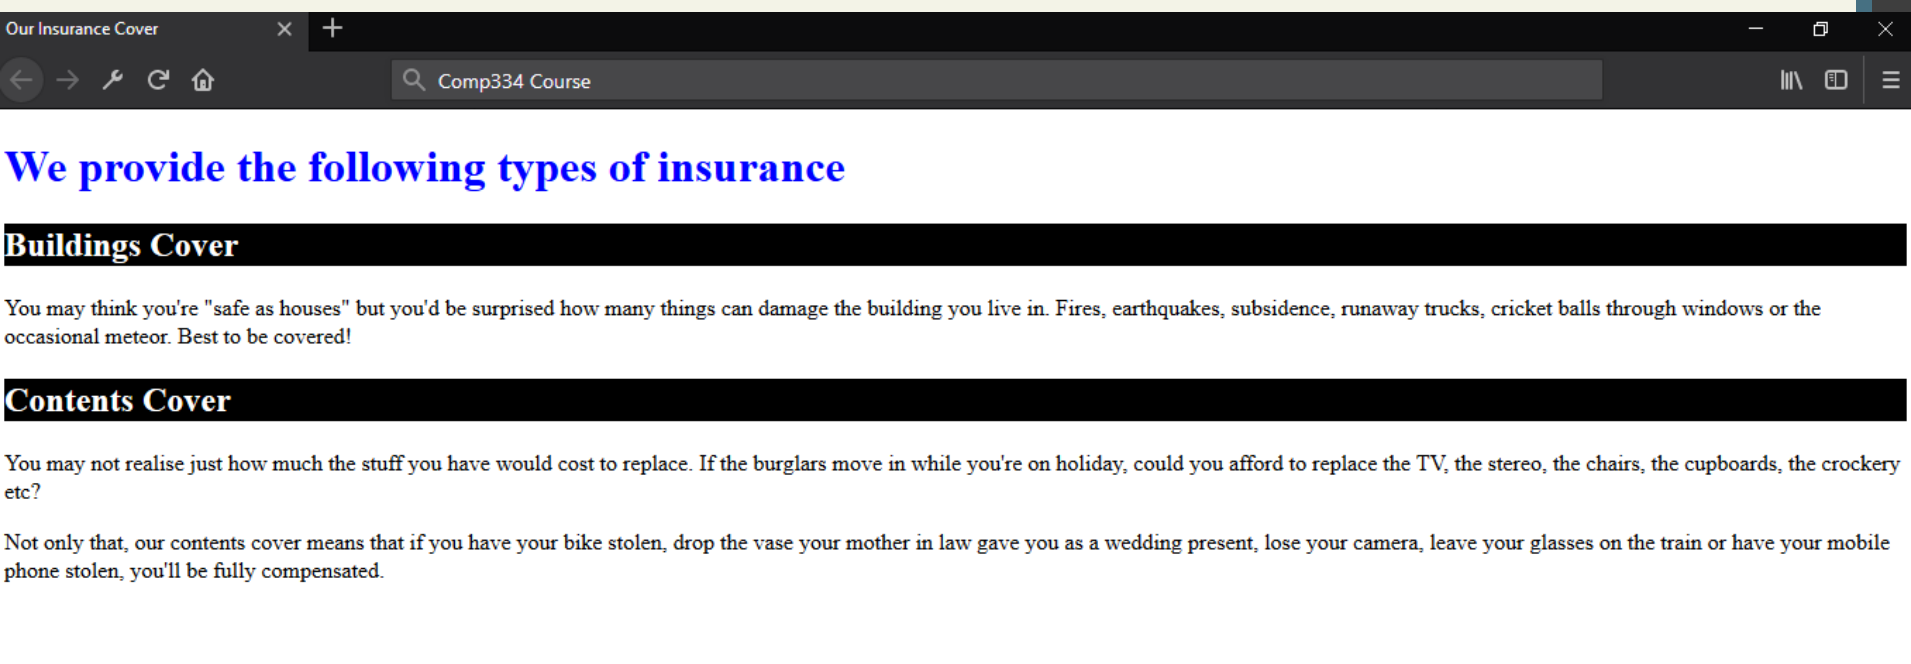 Our Insurance Cover
Comp334 Course
We provide the following types of insurance
Buildings Cover
You may think you're "safe as houses" but you'd be surprised how many things can damage the building you live in. Fires, earthquakes, subsidence, runaway trucks, cricket balls through windows or the
occasional meteor. Best to be covered!
Contents Cover
You may not realise just how much the stuff you have would cost to replace. If the burglars move in while you're on holiday, could you afford to replace the TV, the stereo, the chairs, the cupboards, the crockery
etc?
Not only that, our contents cover means that if you have your bike stolen, drop the vase your mother in law gave you as a wedding present, lose your camera, leave your glasses on the train or have your mobile
phone stolen, you'll be fully compensated.